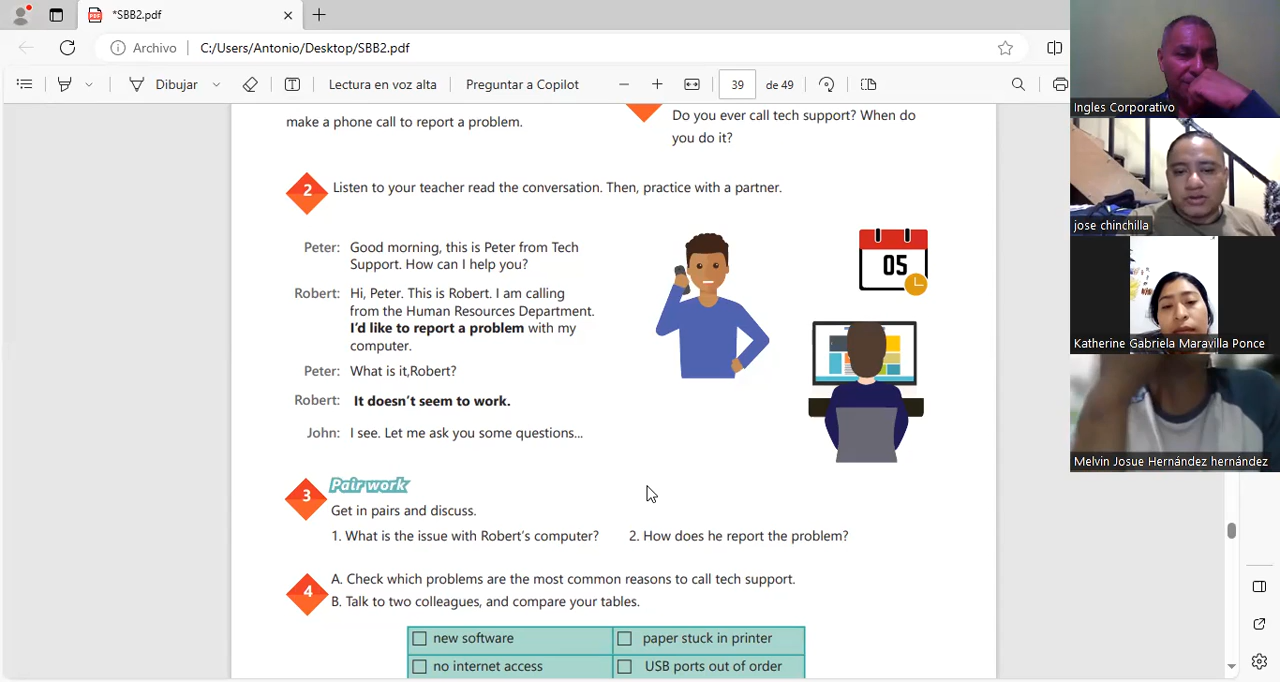 *SBB2.pdf
Archivo
C:/Users/Antonio/Desktop/SBB2.pdf
Dibujar
Lectura en voz alta
Preguntar a Copilot
39
de 49
make a phone call to report a problem.
Do you ever call tech support? When do
you do it?
2
Listen to your teacher read the conversation. Then, practice with a partner.
Peter: Good morning, this is Peter from Tech
Support. How can I help you?
Robert: Hi, Peter. This is Robert. I am calling
from the Human Resources Department.
I'd like to report a problem with my
computer.
Peter: What is it,Robert?
Robert: It doesn't seem to work.
John: I see. Let me ask you some questions...
05
3
Pair work
Get in pairs and discuss.
1. What is the issue with Robert's computer?
2. How does he report the problem?
4
A. Check which problems are the most common reasons to call tech support.
B. Talk to two colleagues, and compare your tables.
new software
paper stuck in printer
no internet access
USB ports out of order
Ingles Corporativo
jose chinchilla
Katherine Gabriela Maravilla Ponce
Melvin Josue Hernández hernández